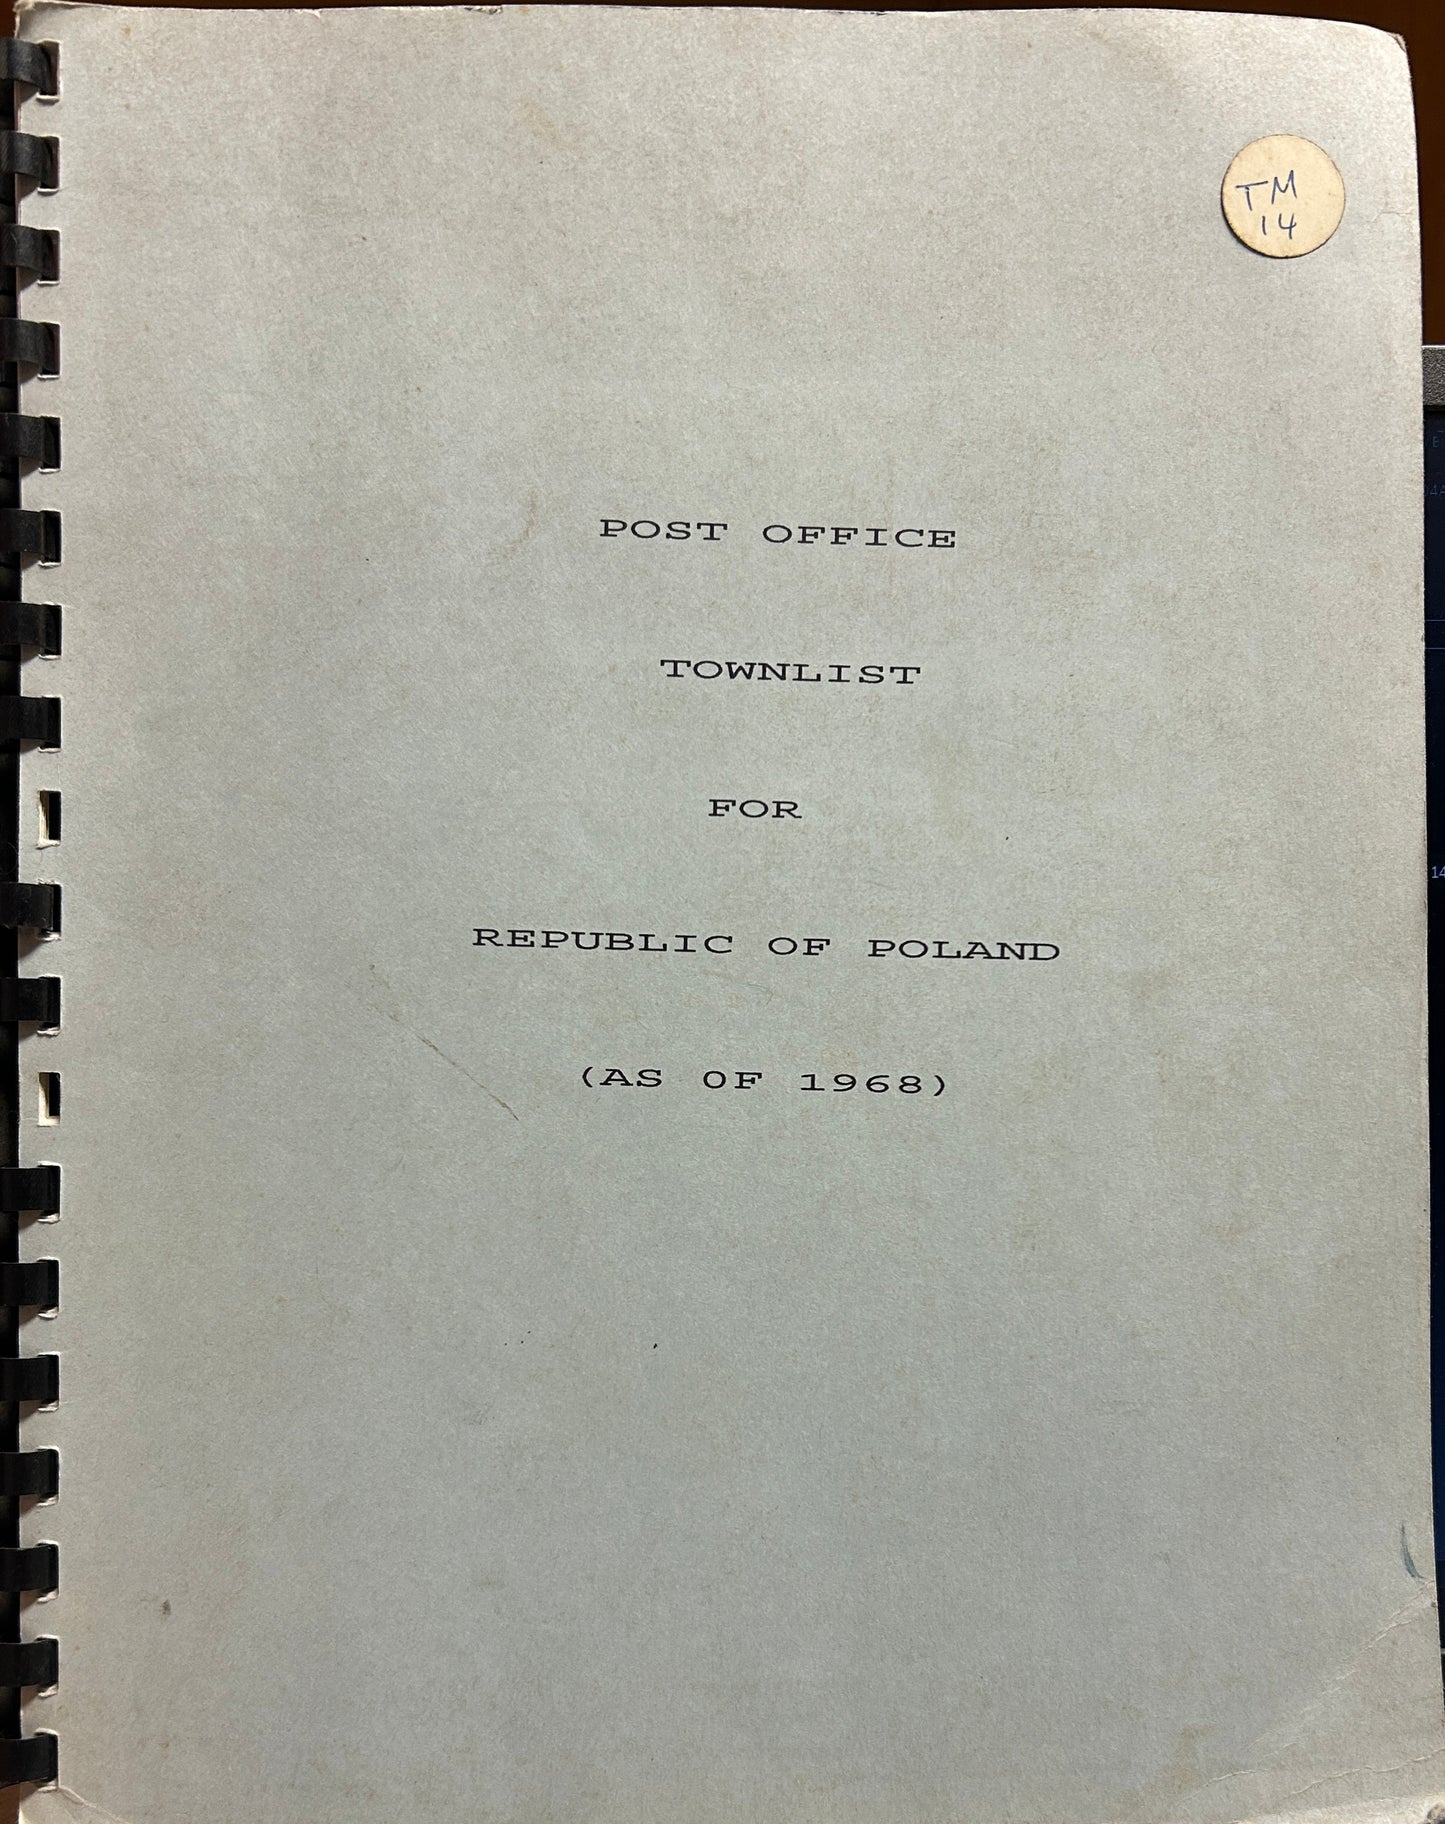 TM
14
POST OFFICE
TOWNLIST
FOR
REPUBLIC OF POLAND
(AS OF 1968)